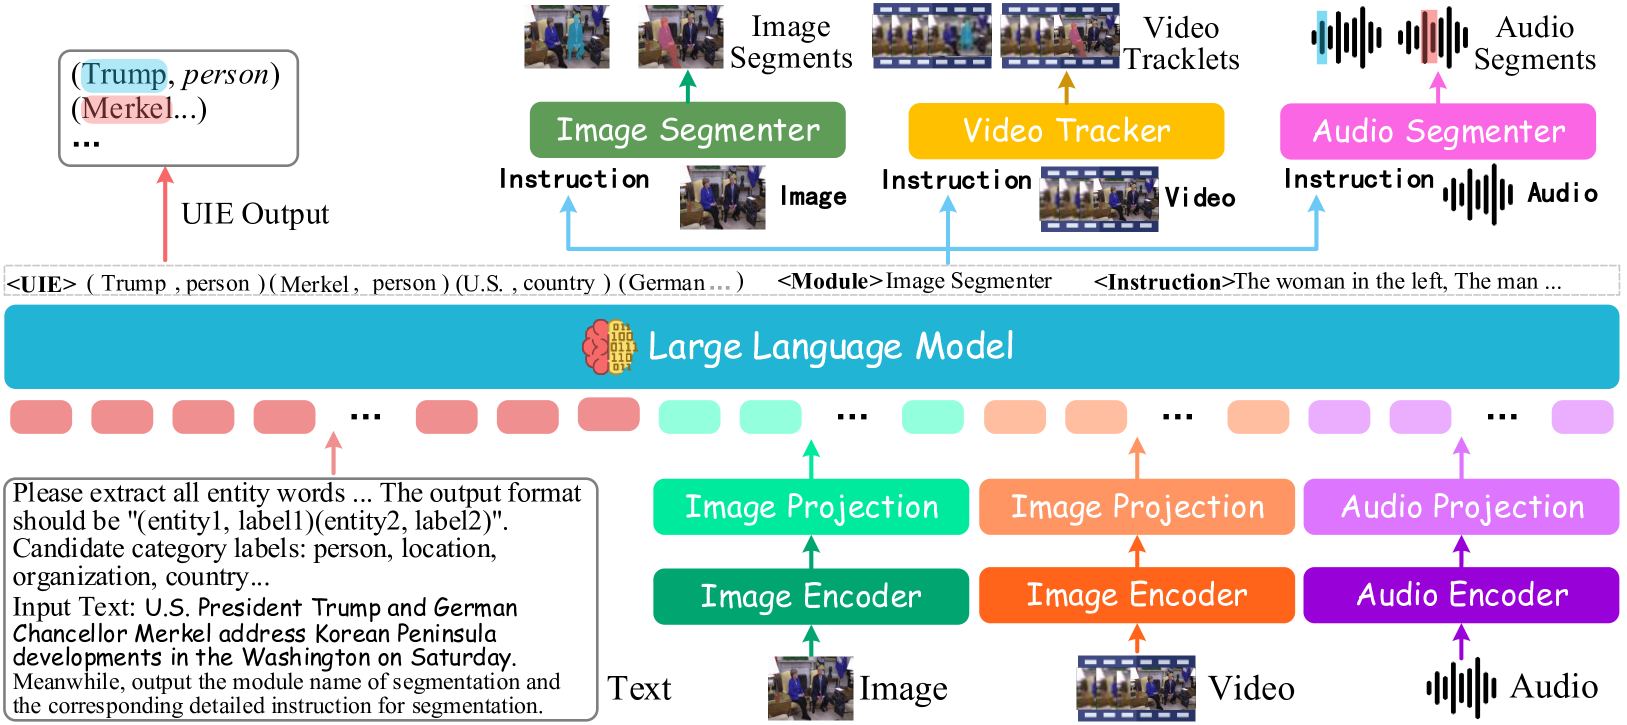 (Trump, person)
(Merkel...)
...
UIE Output
Image
Segments
Video
Tracklets
Audio
Segments
Image Segmenter
Video Tracker
Audio Segmenter
Instruction
Image
Instruction
Video
Instruction
Audio
<UIE> ( Trump , person ) ( Merkel , person ) (U.S. , country ) (German ... ) <Module>Image Segmenter <Instruction>The woman in the left, The man ...
011
100
0111
110
011
Large Language Model
... ... ... ...
Please extract all entity words ... The output format
should be "(entity1, label1)(entity2, label2)".
Candidate category labels: person, location,
organization, country...
Input Text: U.S. President Trump and German
Chancellor Merkel address Korean Peninsula
developments in the Washington on Saturday.
Meanwhile, output the module name of segmentation and
the corresponding detailed instruction for segmentation.
Text
Image Projection
Image Encoder
Image
Image Projection
Image Encoder
Video
Audio Projection
Audio Encoder
Audio